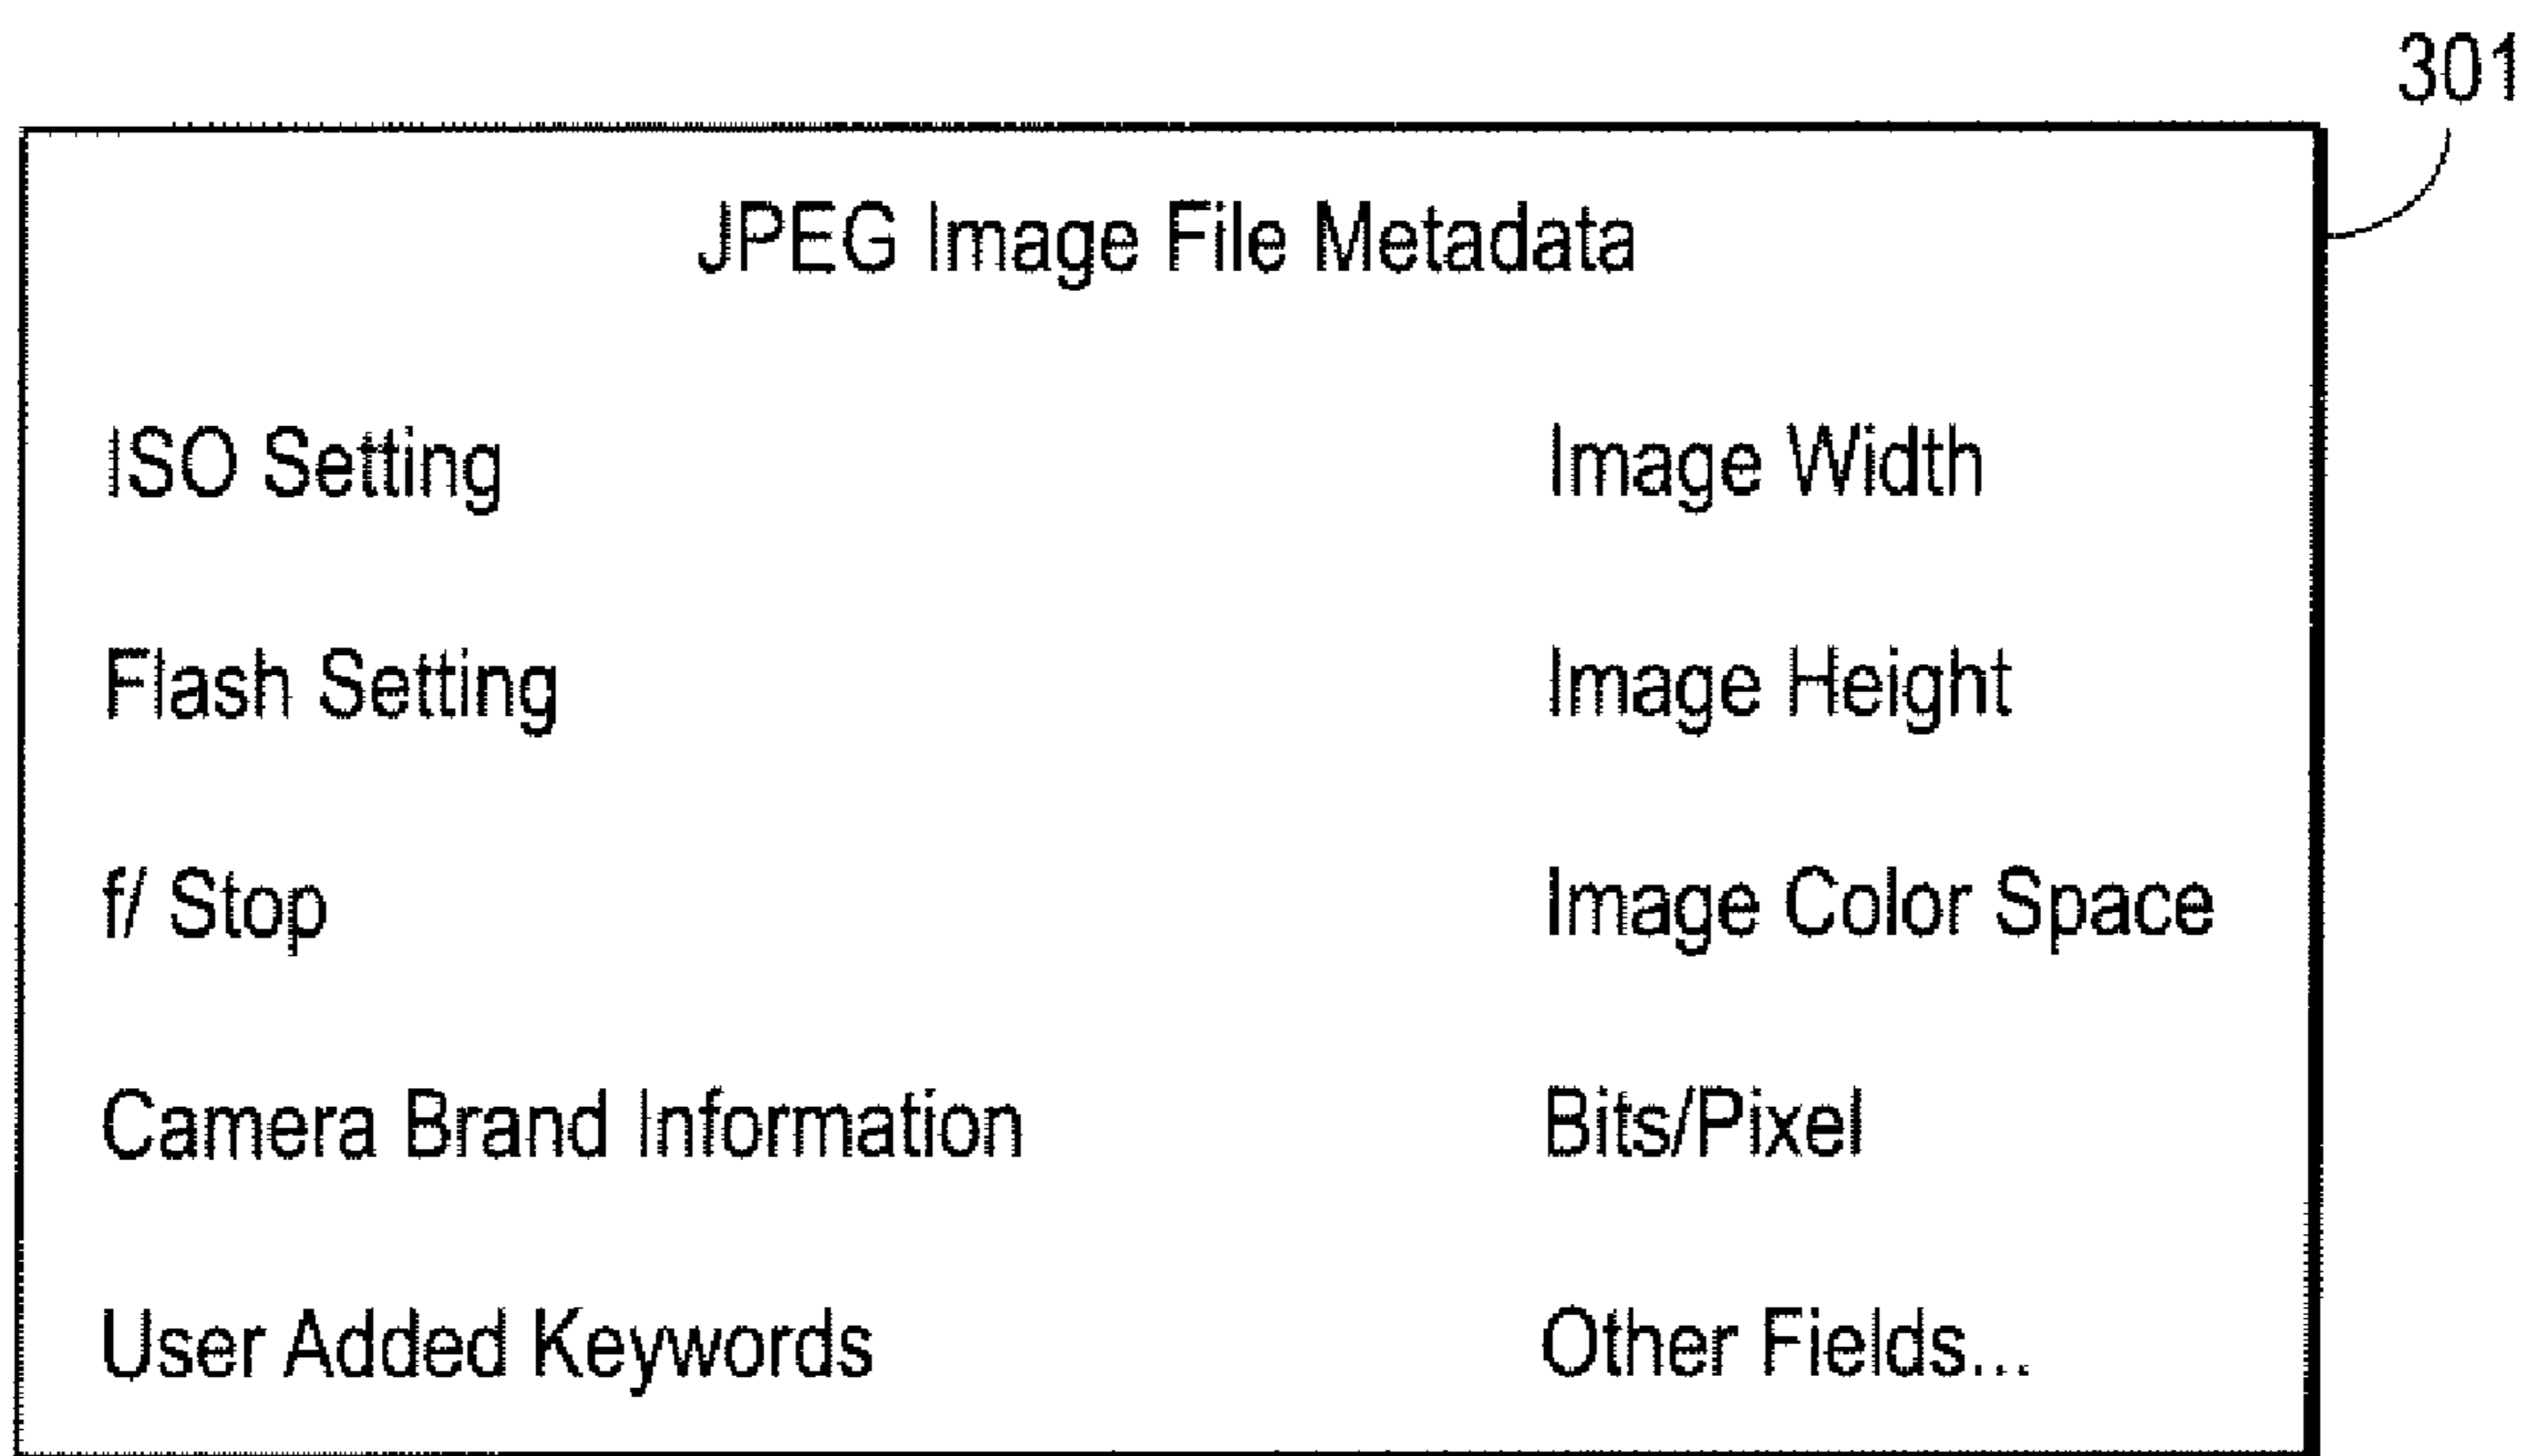 301
JPEG Image File Metadata
ISO Setting Image Width
Flash Setting Image Height
f/ Stop Image Color Space
Camera Brand Information Bits/Pixel
User Added Keywords Other Fields...